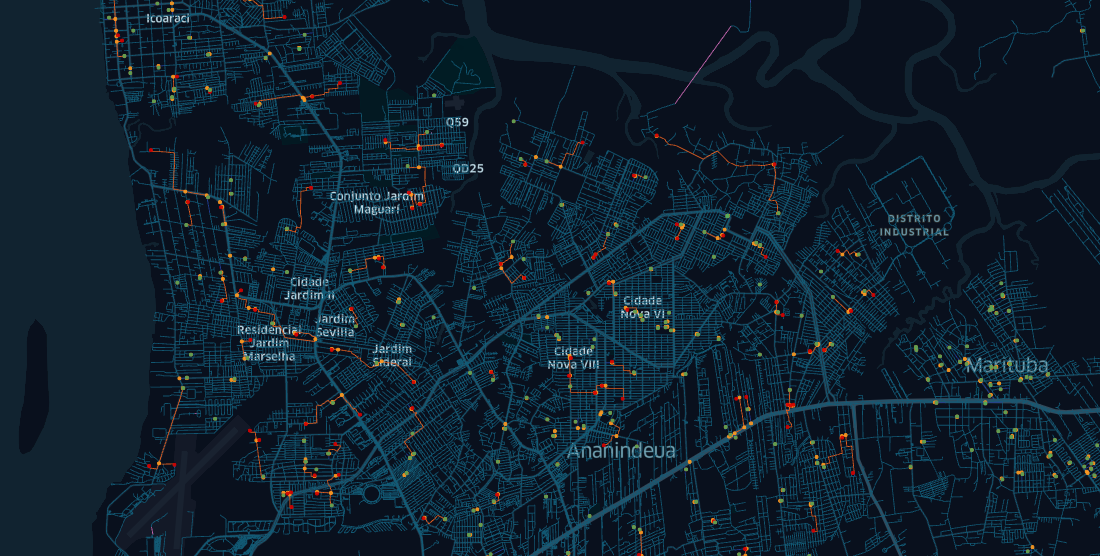 Icoaraci
Q59
QD25
Conjunto Jardim
Maguari
DISTRITO
INDUSTRIAL
Cidade
Jardim II
Cidade
Nova VI
Jardim
Sevilla
Residencial
Jardim
Marselha
Jardim
Sideral
Cidade
Nova VIII
Marituba
Ananindeua